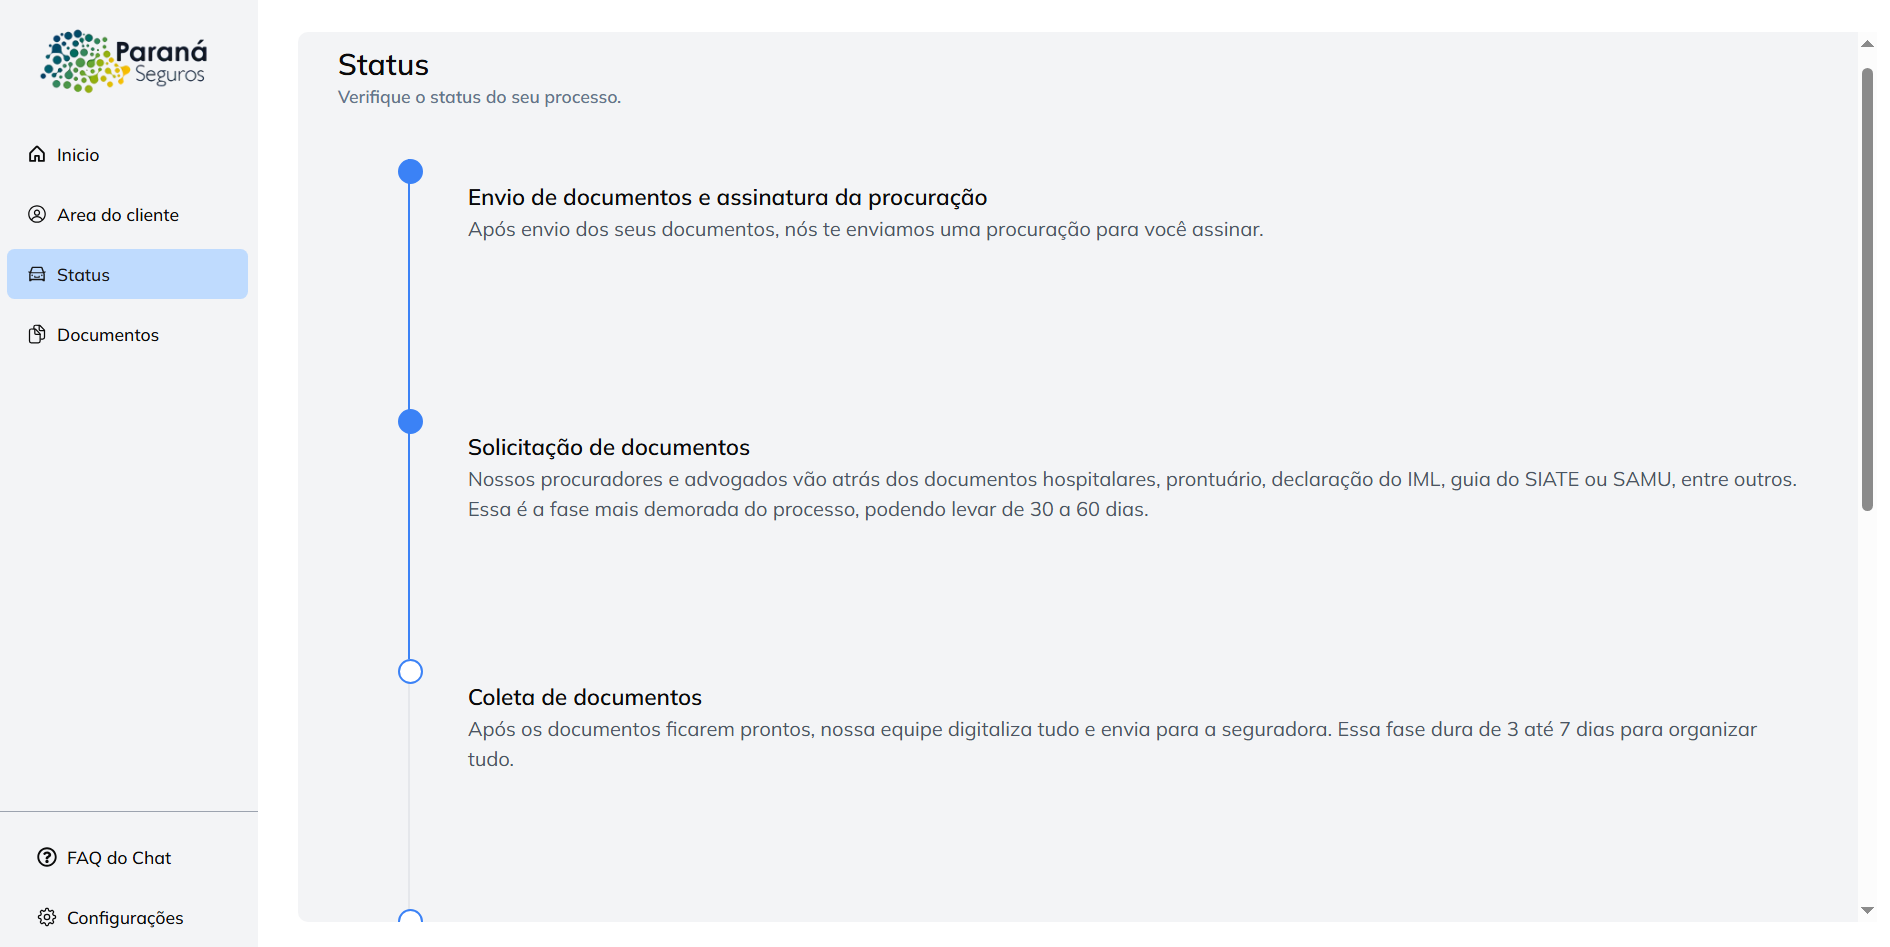 Paraná
Seguros
Inicio
Area do cliente
Status
Documentos
FAQ do Chat
Configurações
Status
Verifique o status do seu processo.
Envio de documentos e assinatura da procuração
Após envio dos seus documentos, nós te enviamos uma procuração para você assinar.
Solicitação de documentos
Nossos procuradores e advogados vão atrás dos documentos hospitalares, prontuário, declaração do IML, guia do SIATE ou SAMU, entre outros.
Essa é a fase mais demorada do processo, podendo levar de 30 a 60 dias.
Coleta de documentos
Após os documentos ficarem prontos, nossa equipe digitaliza tudo e envia para a seguradora. Essa fase dura de 3 até 7 dias para organizar
tudo.